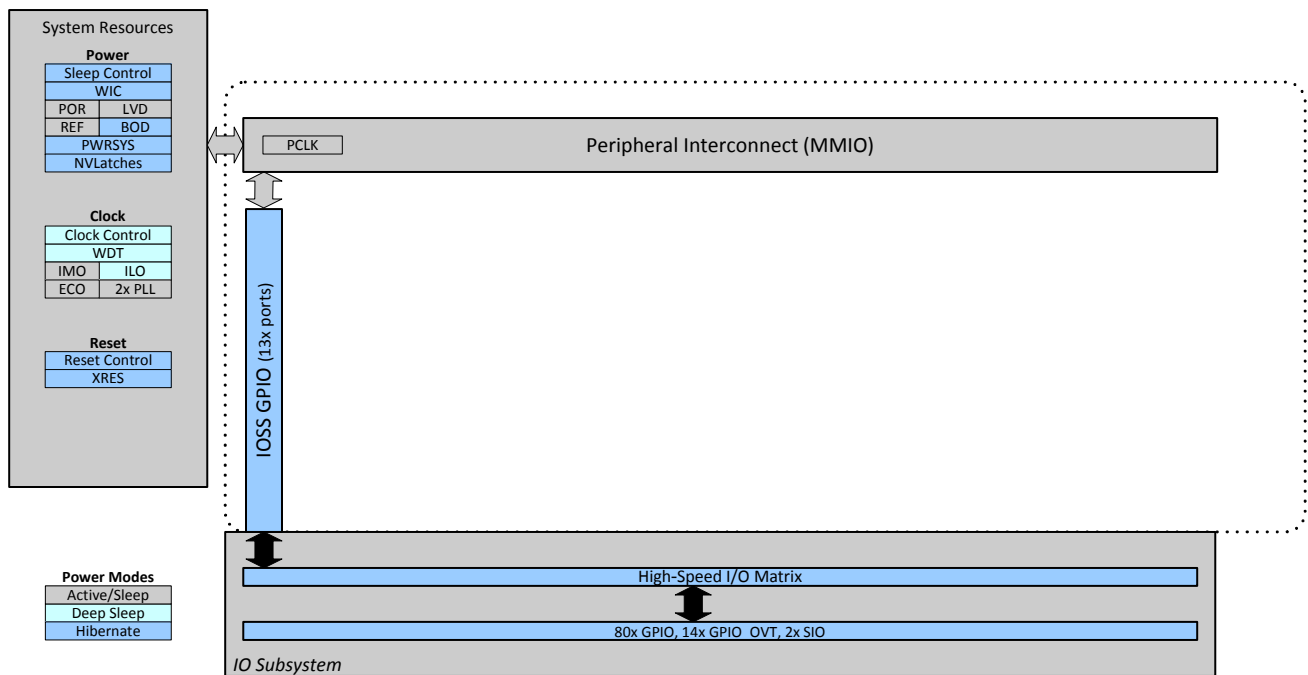 System Resources
Power
Sleep Control
WIC
POR LVD
REF BOD
PWRSYS
NVLatches
Clock
Clock Control
WDT
IMO ILO
ECO 2x PLL
Reset
Reset Control
XRES
Power Modes
Active/Sleep
Deep Sleep
Hibernate
PCLK
Peripheral Interconnect (MMIO)
IOSS GPIO (13x ports)
High-Speed I/O Matrix
80x GPIO, 14x GPIO_OVT, 2x SIO
IO Subsystem